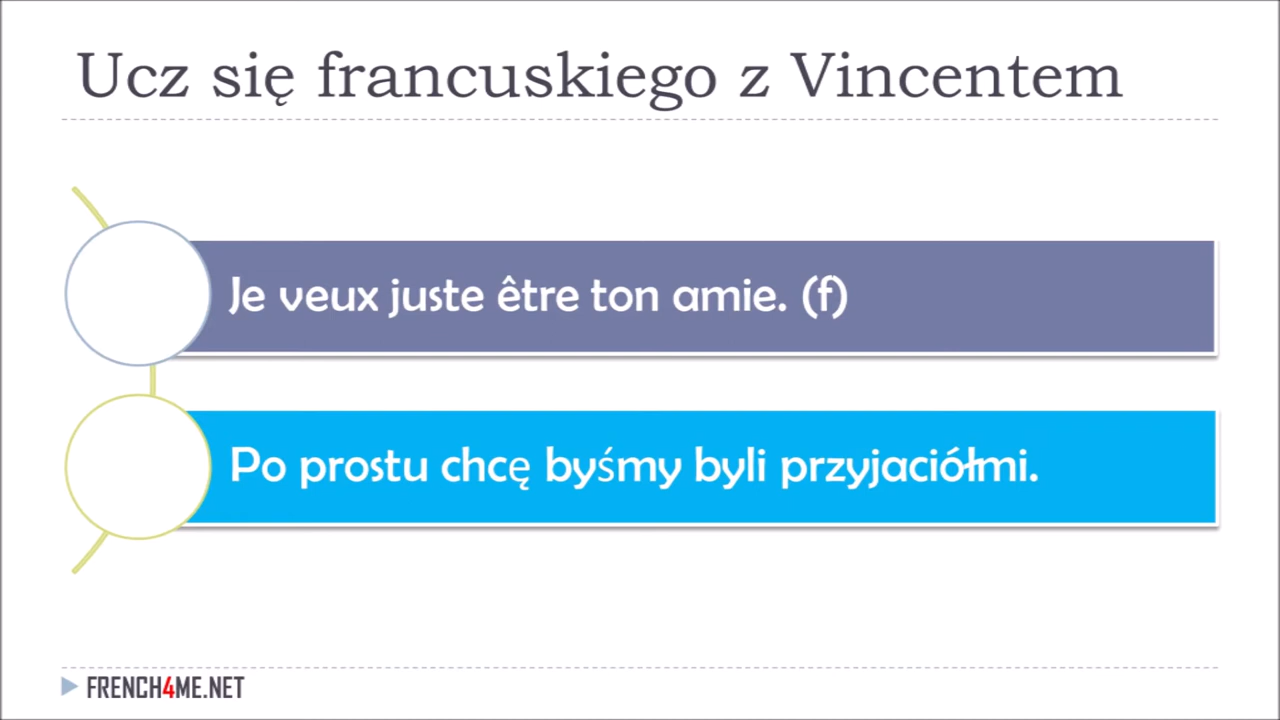 Ucz się francuskiego z Vincentem
Je veux juste être ton amie. (f)
Po prostu chcę byśmy byli przyjaciółmi.
FRENCH4ME.NET